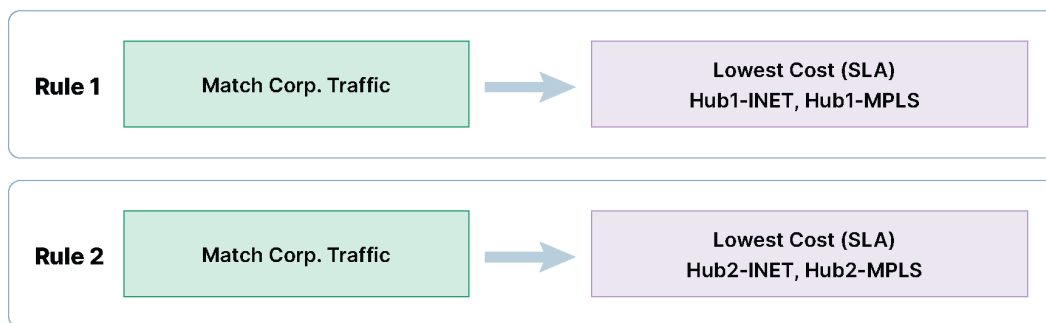 Rule 1
Match Corp. Traffic
Lowest Cost (SLA)
Hub1-INET, Hub1-MPLS
Rule 2
Match Corp. Traffic
Lowest Cost (SLA)
Hub2-INET, Hub2-MPLS